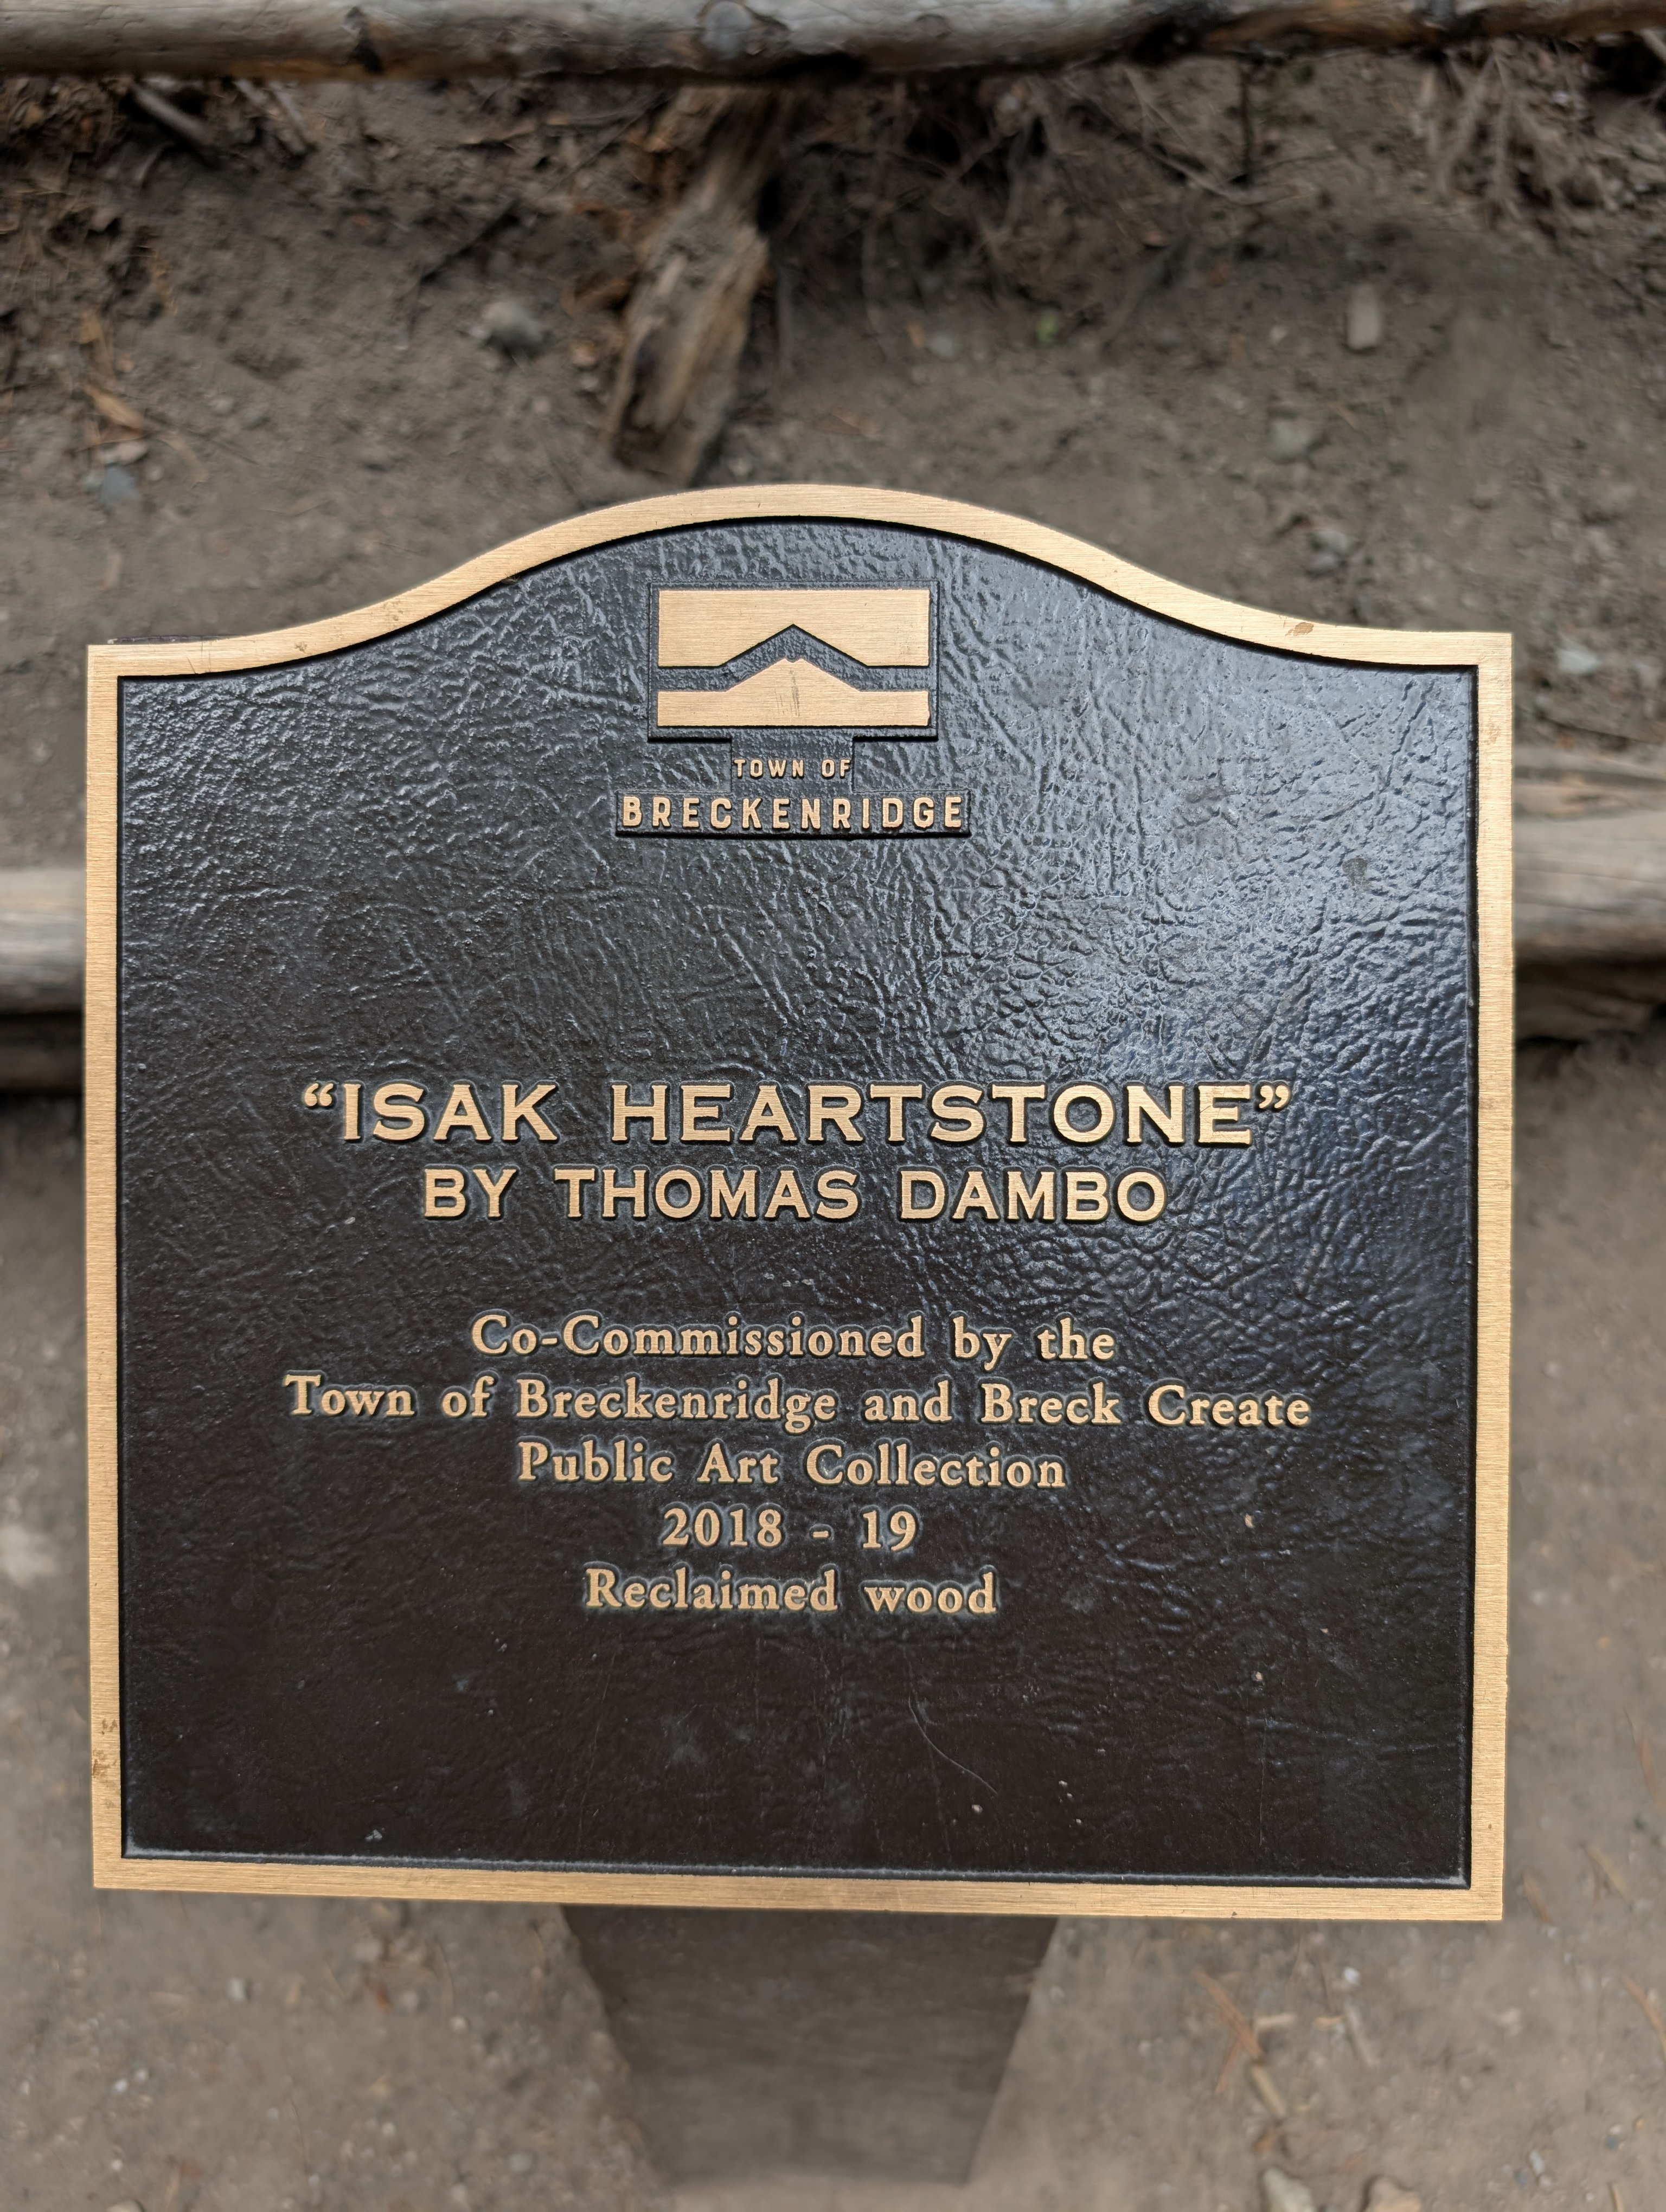 TOWN OF
BRECKENRIDGE
“ISAK HEARTSTONE”
BY THOMAS DAMBO
Co-Commissioned by the
Town of Breckenridge and Breck Create
Public Art Collection
2018 - 19
Reclaimed wood